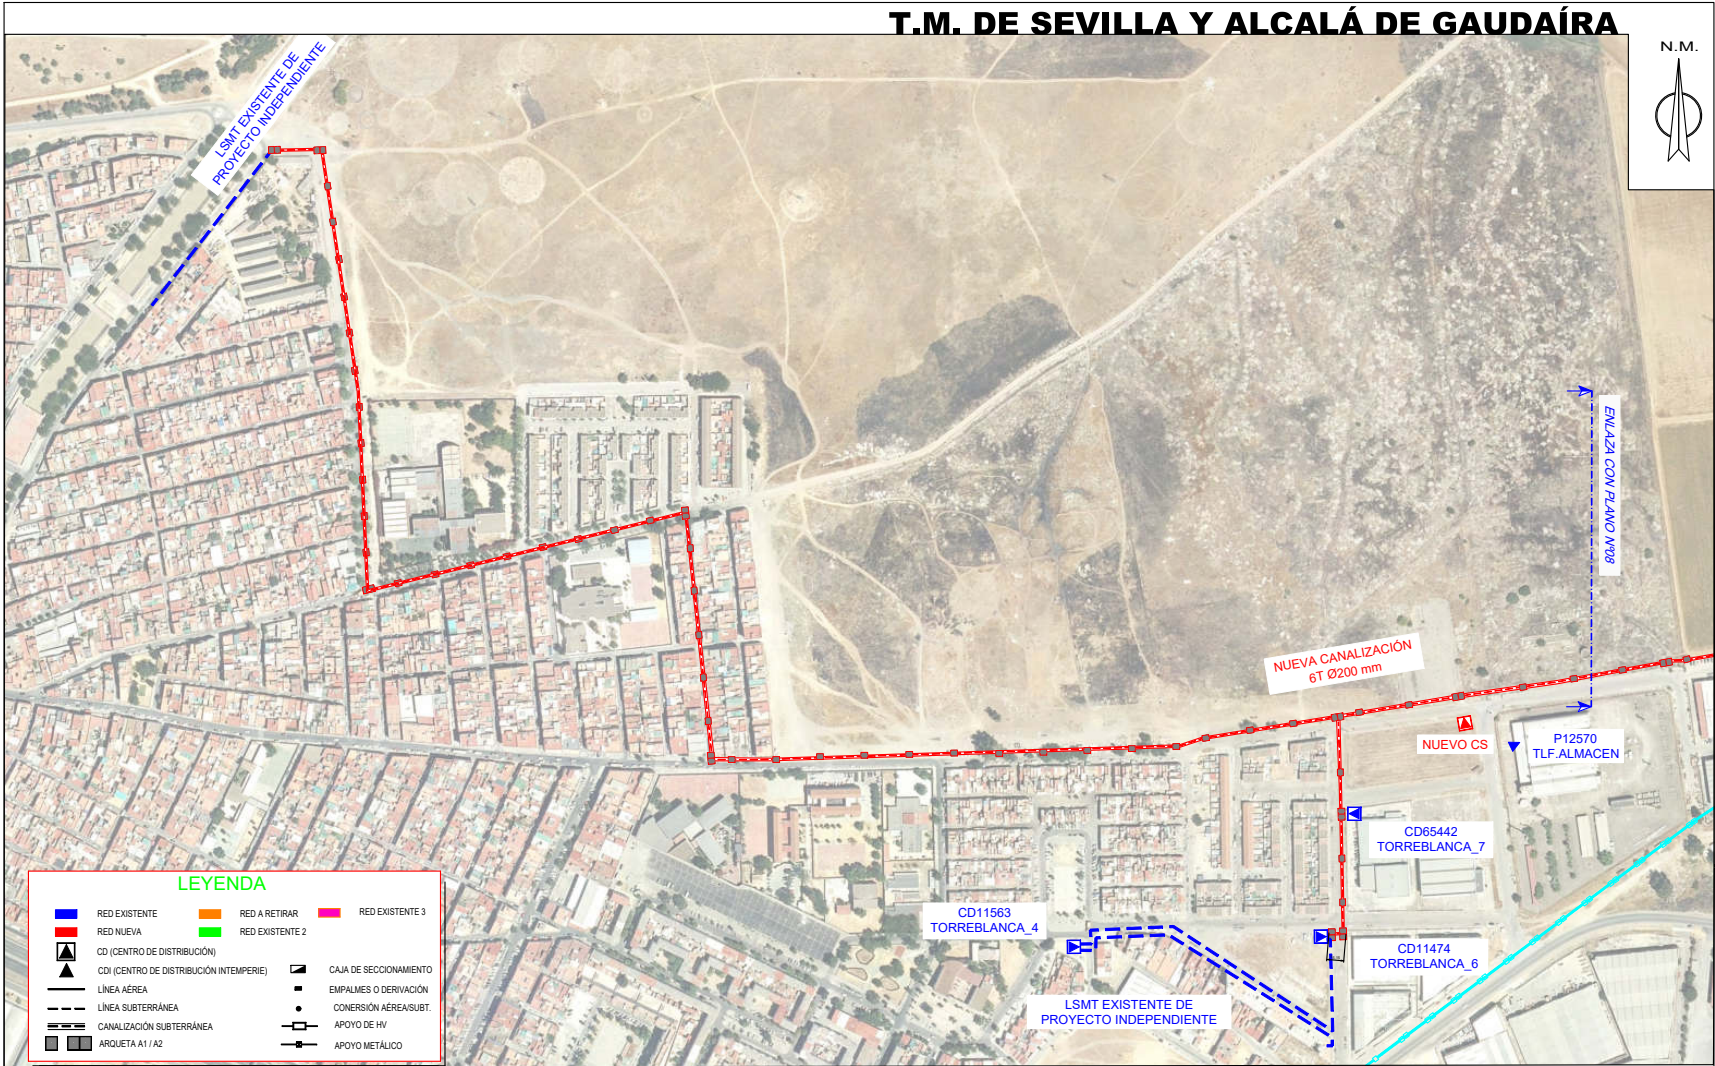 T.M. DE SEVILLA Y ALCALÁ DE GAUDAÍRA
N.M.
LSMT EXISTENTE DE
PROYECTO INDEPENDIENTE
ENLAZA CON PLANO Nº08
NUEVA CANALIZACIÓN
6T Ø200 mm
NUEVO CS
P12570
TLF.ALMACEN
CD65442
TORREBLANCA_7
CD11563
TORREBLANCA_4
CD11474
TORREBLANCA_6
LSMT EXISTENTE DE
PROYECTO INDEPENDIENTE
LEYENDA
RED EXISTENTE
RED A RETIRAR
RED EXISTENTE 3
RED NUEVA
RED EXISTENTE 2
CD (CENTRO DE DISTRIBUCIÓN)
CDI (CENTRO DE DISTRIBUCIÓN INTEMPERIE)
CAJA DE SECCIONAMIENTO
LÍNEA AÉREA
EMPALMES O DERIVACIÓN
LÍNEA SUBTERRÁNEA
CONERSIÓN AÉREA/SUBT.
CANALIZACIÓN SUBTERRÁNEA
APOYO DE HV
ARQUETA A1 / A2
APOYO METÁLICO